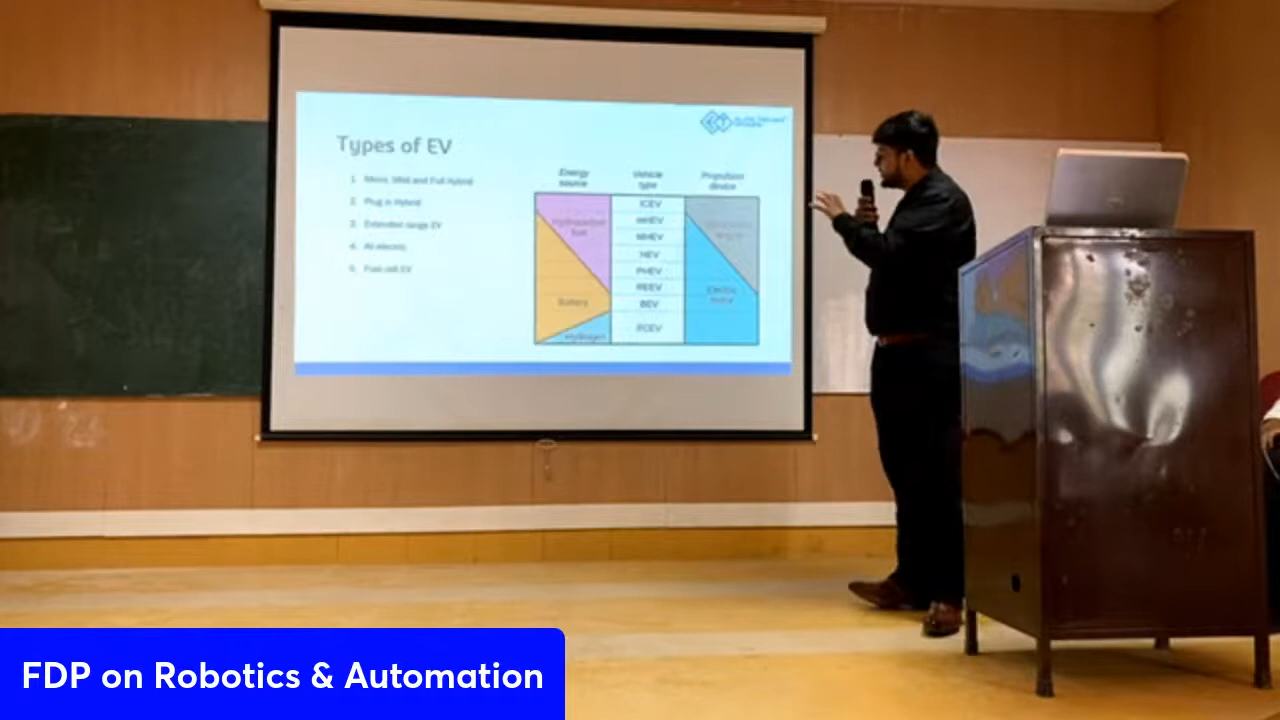 Types of EV
Energy source
Vehicle type
Propulsion device
1. Micro, Mild and Full Hybrid
2. Plug in Hybrid
3. Extended range EV
4. All electric
5. Fuel cell EV
ICEV
Hydrocarbon fuel
MHEV
HEV
PHEV
REEV
Electric motor
Battery
BEV
FCEV
Hydrogen
FDP on Robotics & Automation